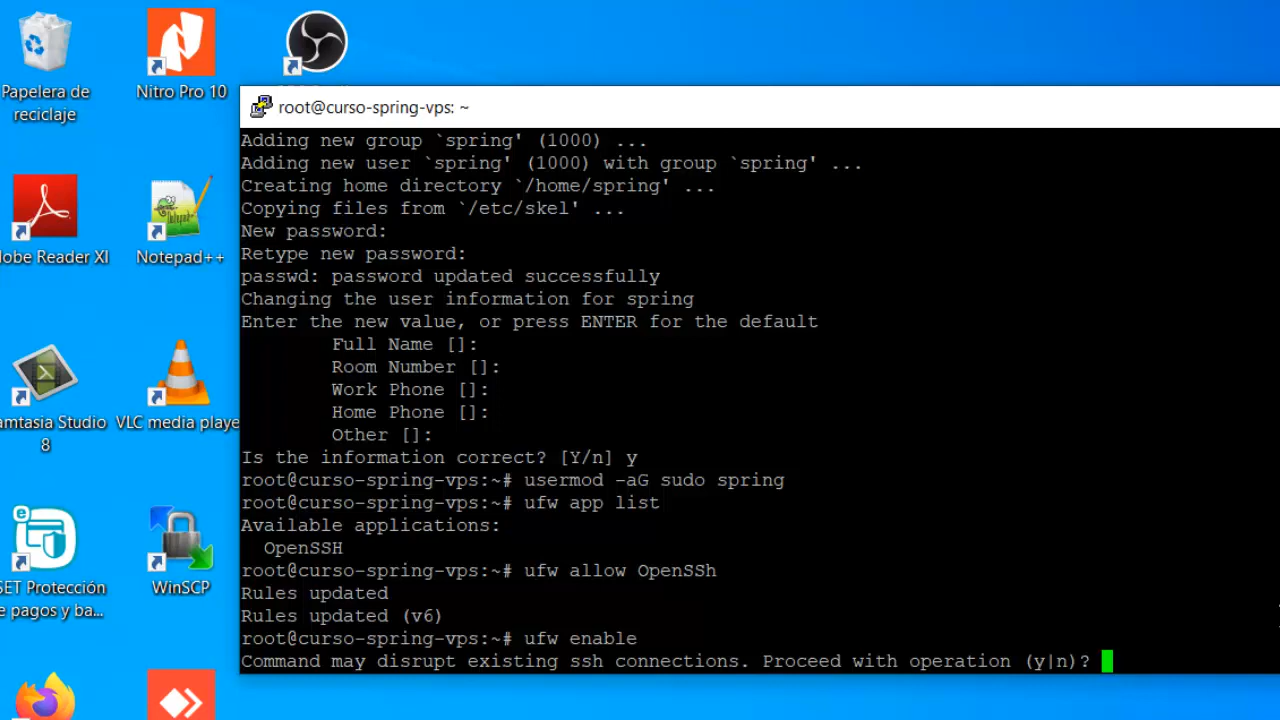 Papelera de
reciclaje
Nitro Pro 10
root@curso-spring-vps: ~
Adding new group `spring' (1000) ...
Adding new user `spring' (1000) with group `spring' ...
Creating home directory `/home/spring' ...
Copying files from `/etc/skel' ...
New password:
Retype new password:
passwd: password updated successfully
Changing the user information for spring
Enter the new value, or press ENTER for the default
Full Name []:
Room Number []:
Work Phone []:
Home Phone []:
Other []:
Is the information correct? [Y/n] y
root@curso-spring-vps:~# usermod -aG sudo spring
root@curso-spring-vps:~# ufw app list
Available applications:
OpenSSH
root@curso-spring-vps:~# ufw allow OpenSSh
Rules updated
Rules updated (v6)
root@curso-spring-vps:~# ufw enable
Command may disrupt existing ssh connections. Proceed with operation (y|n)?
obe Reader XI
Notepad++
amtasia Studio
8
VLC media playe
SET Protección
e pagos y ba...
WinSCP